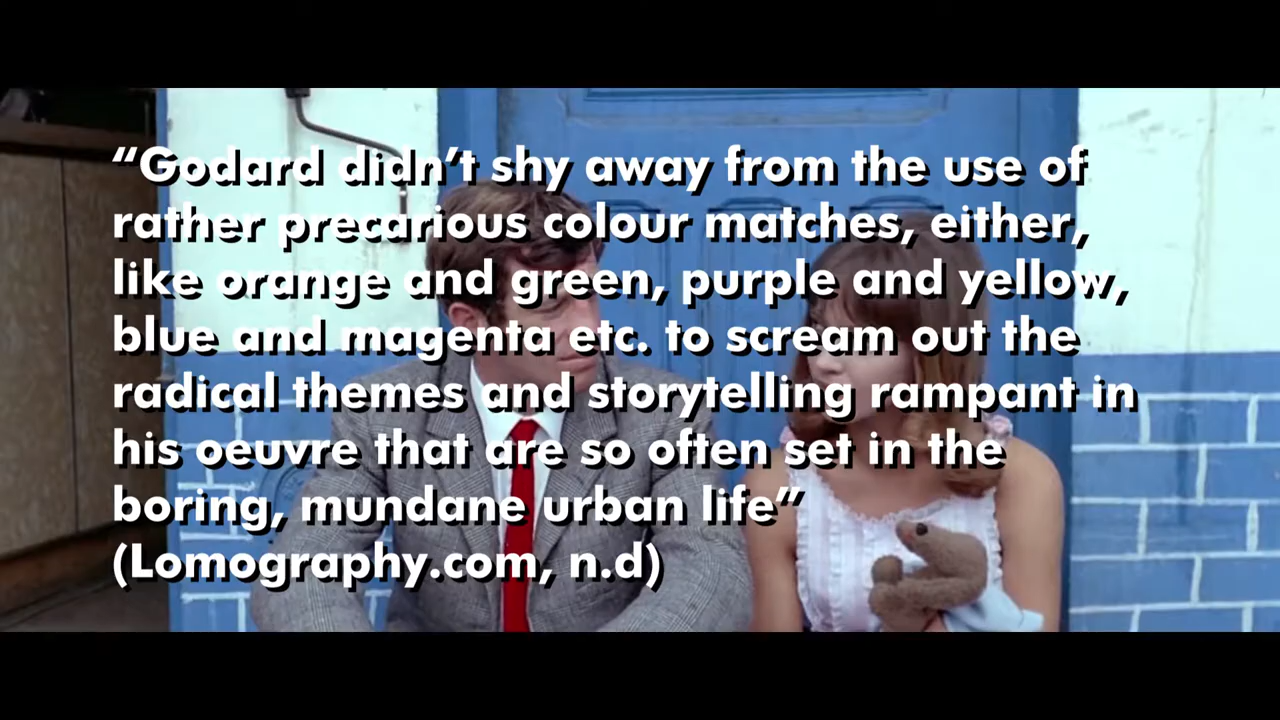 “Godard didn’t shy away from the use of
rather precarious colour matches, either,
like orange and green, purple and yellow,
blue and magenta etc. to scream out the
radical themes and storytelling rampant in
his oeuvre that are so often set in the
boring, mundane urban life”
(Lomography.com, n.d)